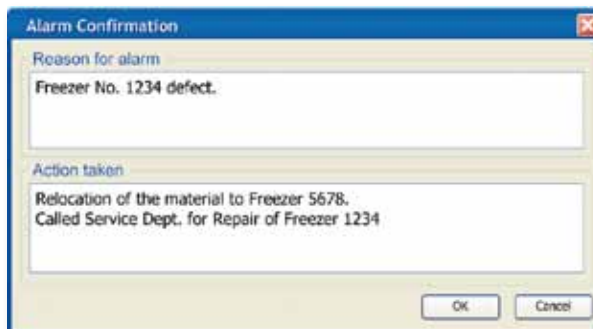 Alarm Confirmation
Reason for alarm
Freezer No. 1234 defect.
Action taken
Relocation of the material to Freezer 5678.
Called Service Dept. for Repair of Freezer 1234
OK
Cancel